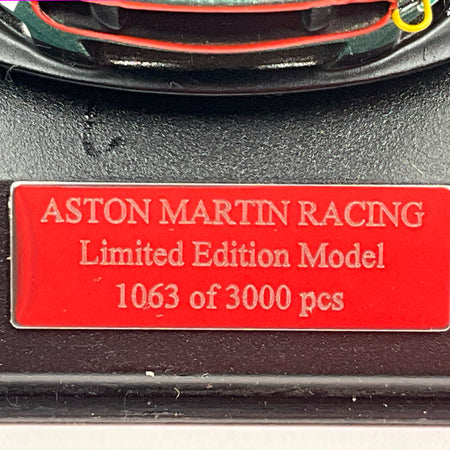 ASTON MARTIN RACING
Limited Edition Model
1063 of 3000 pcs